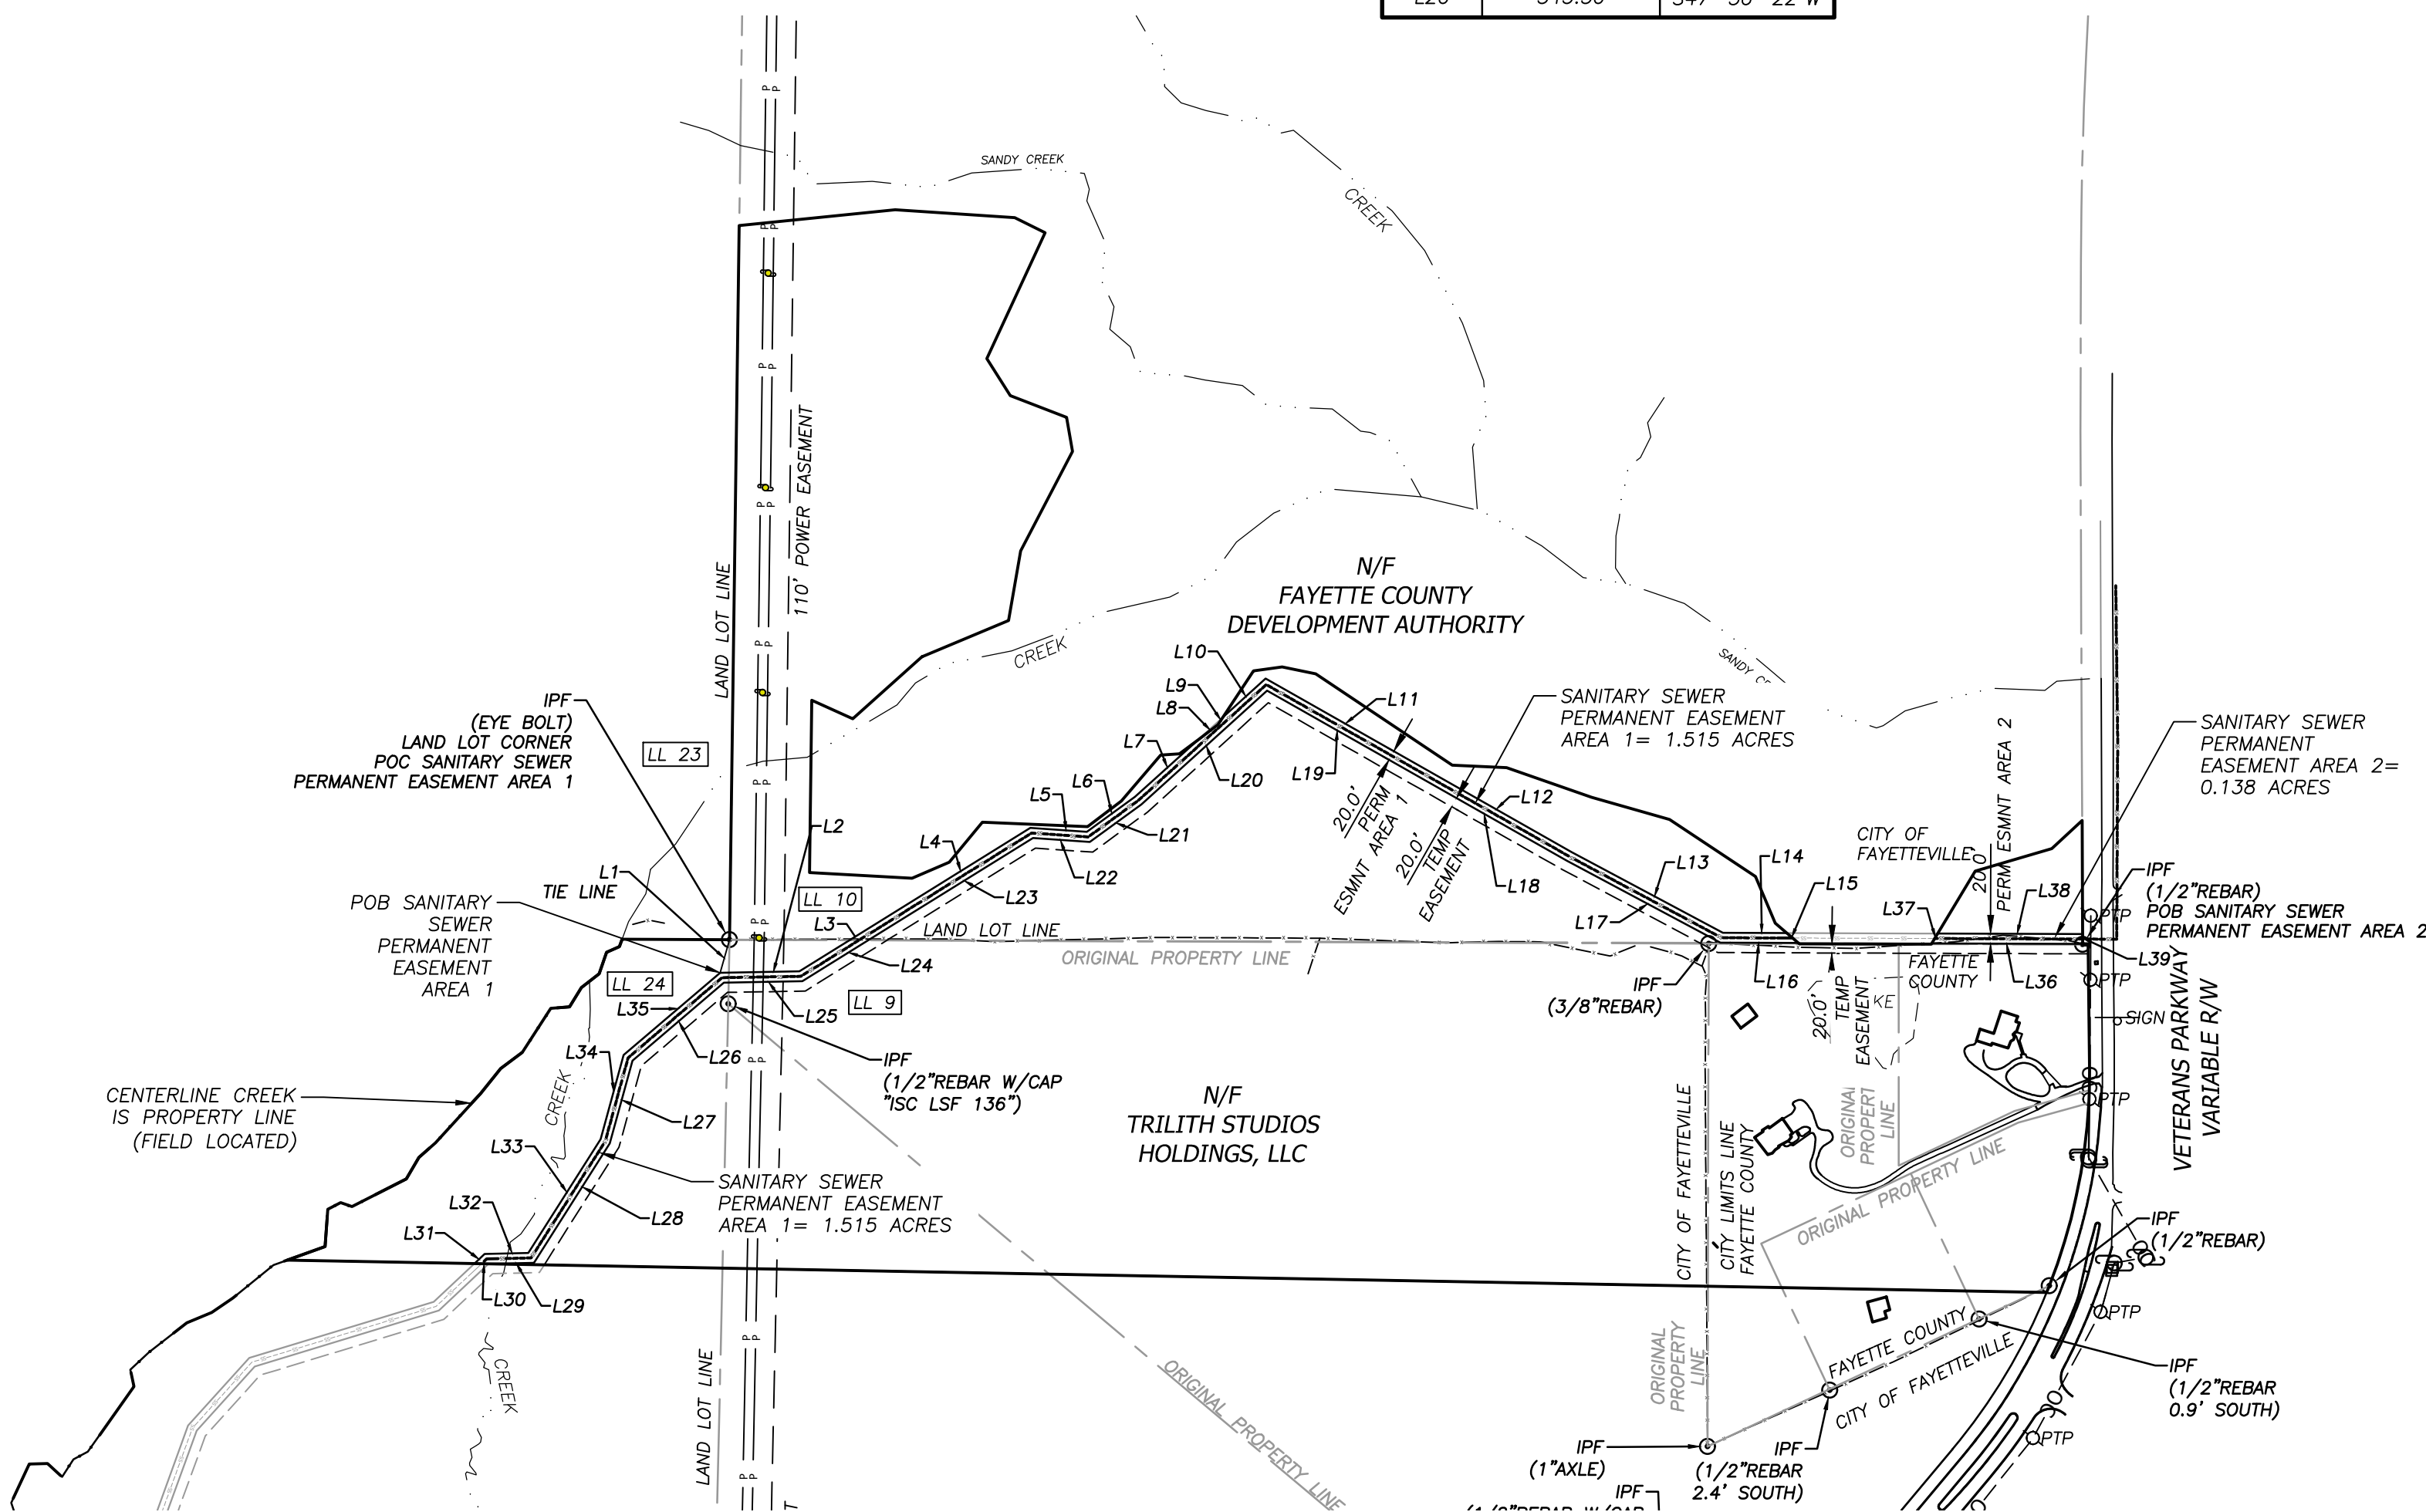 SANDY CREEK
CREEK
110' POWER EASEMENT
LAND LOT LINE
N/F
FAYETTE COUNTY
DEVELOPMENT AUTHORITY
CREEK
IPF
(EYE BOLT)
LAND LOT CORNER
POC SANITARY SEWER
PERMANENT EASEMENT AREA 1
LL 23
L10
L9
L8
L7
L6
L5
L4
L2
L3
L11
L12
L13
L14
L15
L16
L17
L18
L19
L20
L21
L22
L23
L24
L25
L26
L27
L28
L29
L30
L31
L32
L33
L34
L35
L36
L37
L38
L39
SANITARY SEWER
PERMANENT EASEMENT
AREA 1= 1.515 ACRES
SANITARY SEWER
PERMANENT
EASEMENT AREA 2=
0.138 ACRES
20.0'
PERM
ESMNT AREA 1
20.0'
TEMP
EASEMENT
CITY OF
FAYETTEVILLE
20.0'
PERM ESMNT AREA 2
L1
TIE LINE
POB SANITARY
SEWER
PERMANENT
EASEMENT
AREA 1
LL 10
LAND LOT LINE
ORIGINAL PROPERTY LINE
LL 24
LL 9
IPF
(1/2"REBAR)
POB SANITARY SEWER
PERMANENT EASEMENT AREA 2
PTP
PTP
SIGN
PTP
FAYETTE
COUNTY
IPF
(3/8"REBAR)
20.0'
TEMP
EASEMENT
VETERANS PARKWAY
VARIABLE R/W
IPF
(1/2"REBAR W/CAP
"ISC LSF 136")
CENTERLINE CREEK
IS PROPERTY LINE
(FIELD LOCATED)
CREEK
N/F
TRILITH STUDIOS
HOLDINGS, LLC
SANITARY SEWER
PERMANENT EASEMENT
AREA 1= 1.515 ACRES
CITY OF FAYETTEVILLE
CITY LIMITS LINE
FAYETTE COUNTY
ORIGINAL
PROPERT
LINE
ORIGINAL PROPERTY LINE
IPF
(1/2"REBAR)
PTP
FAYETTE COUNTY
CITY OF FAYETTEVILLE
ORIGINAL
PROPERTY
LINE
IPF
(1/2"REBAR
0.9' SOUTH)
PTP
CREEK
LAND LOT LINE
ORIGINAL PROPERTY LINE
IPF
(1"AXLE)
IPF
(1/2"REBAR
2.4' SOUTH)
IPF